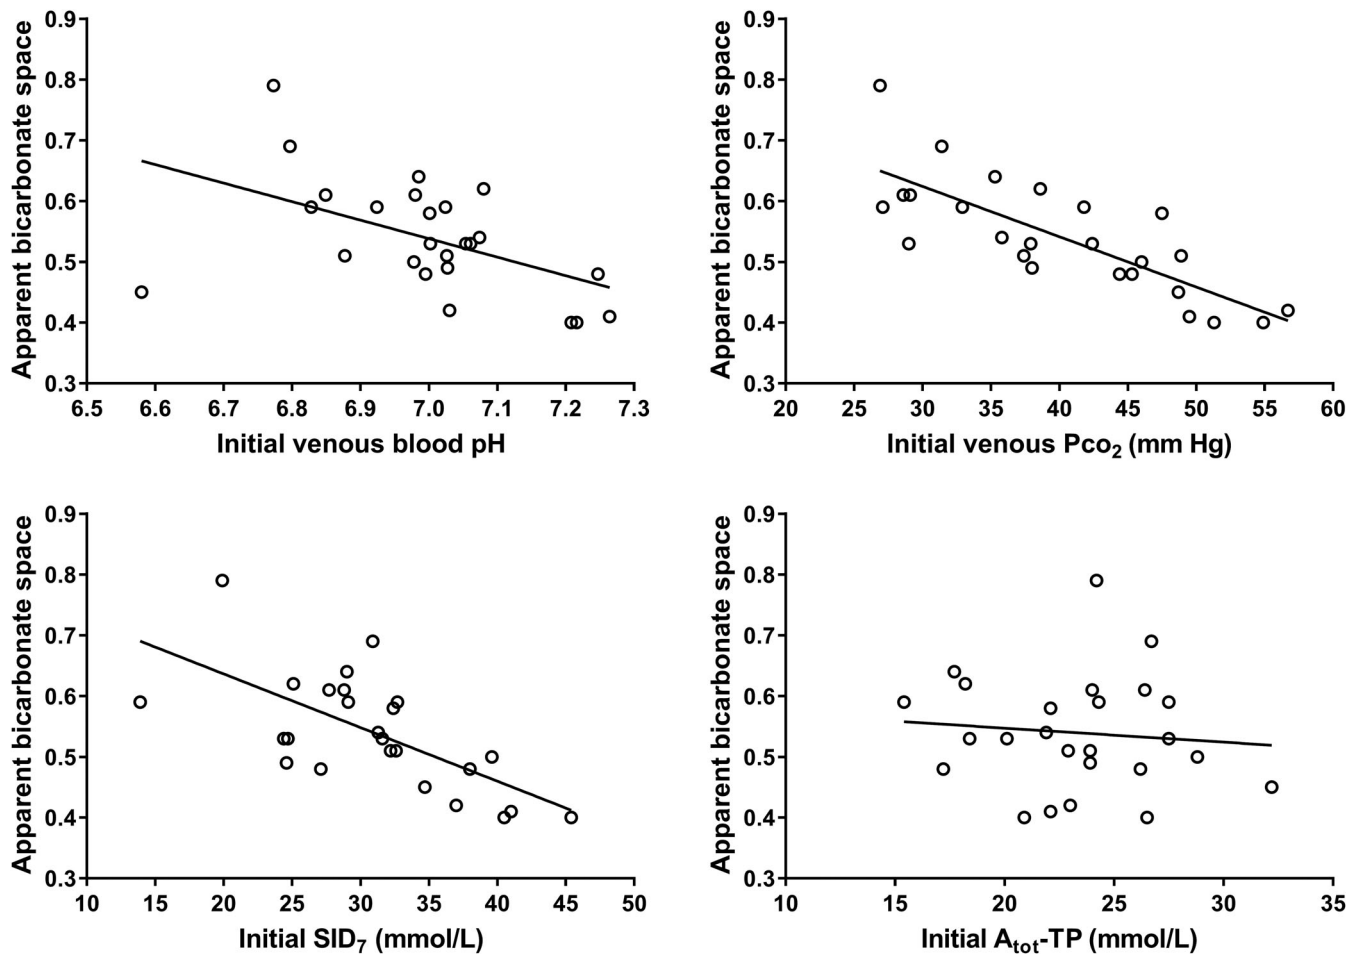 Apparent bicarbonate space
0.9
0.8
0.7
0.6
0.5
0.4
0.3
6.5 6.6 6.7 6.8 6.9 7.0 7.1 7.2 7.3
Initial venous blood pH
Apparent bicarbonate space
0.9
0.8
0.7
0.6
0.5
0.4
0.3
20 25 30 35 40 45 50 55 60
Initial venous Pco₂ (mm Hg)
Apparent bicarbonate space
0.9
0.8
0.7
0.6
0.5
0.4
0.3
10 15 20 25 30 35 40 45 50
Initial SID₇ (mmol/L)
Apparent bicarbonate space
0.9
0.8
0.7
0.6
0.5
0.4
0.3
10 15 20 25 30 35
Initial Atot-TP (mmol/L)